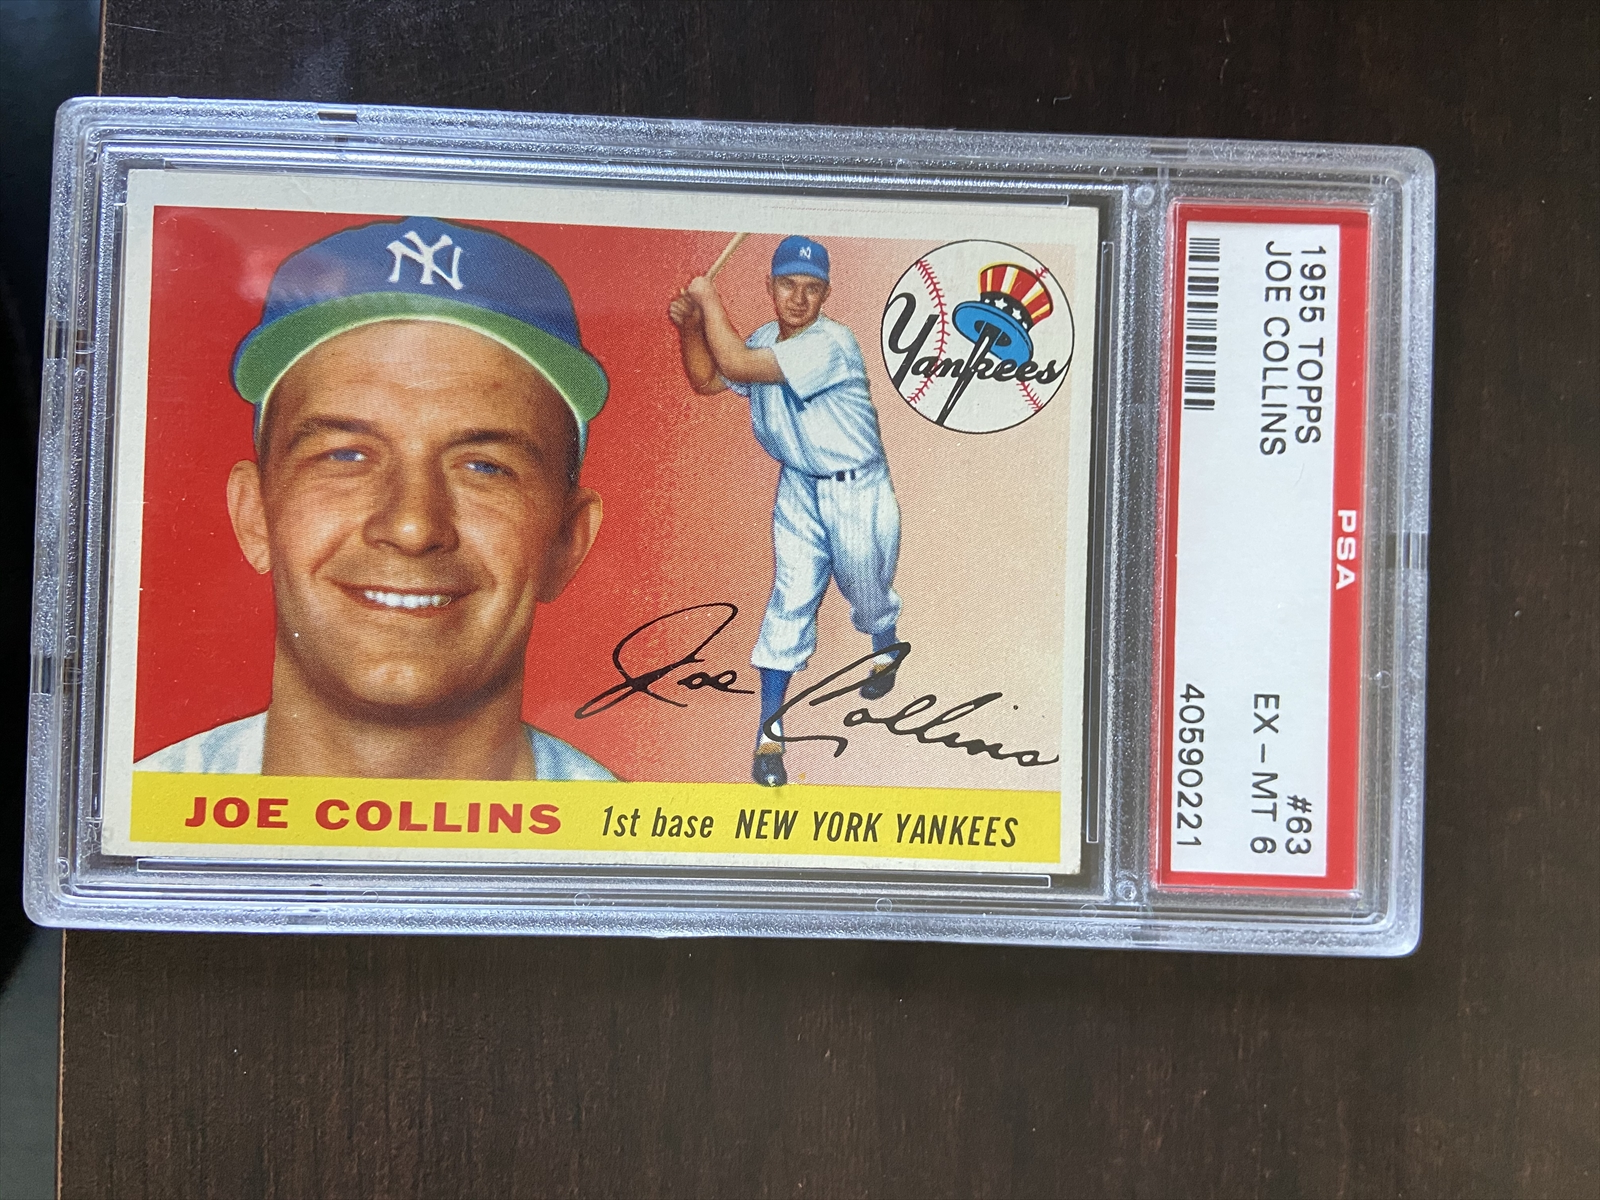 NY
NY
Yankees
Joe Collins
JOE COLLINS 1st base NEW YORK YANKEES
PSA
1955 TOPPS #63
JOE COLLINS EX-MT 6
40590221